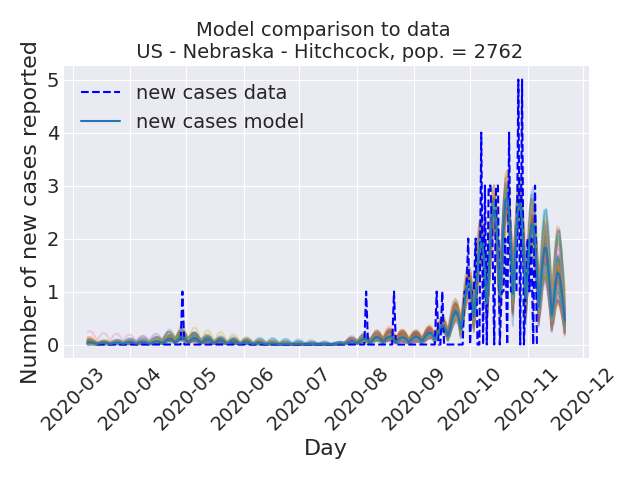 Model comparison to data
US - Nebraska - Hitchcock, pop. = 2762
Number of new cases reported
5
4
3
2
1
0
new cases data
new cases model
2020-03
2020-04
2020-05
2020-06
2020-07
2020-08
2020-09
2020-10
2020-11
2020-12
Day